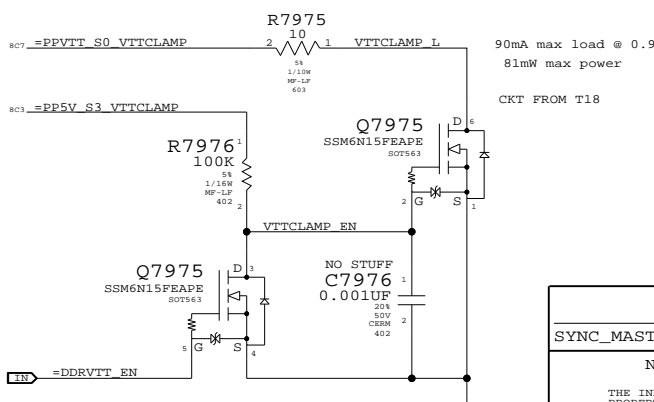 R7975
10
8C7 =PPVTT_S0_VTTCLAMP 2 1 VTTCLAMP_L
5%
1/10W
MF-LF
603
90mA max load @ 0.9
81mW max power
CKT FROM T18
8C3 =PP5V_S3_VTTCLAMP
Q7975
SSM6N15FEAPE
SOT563
D 6
2 G S 1
R7976 1
100K
5%
1/16W
MF-LF
402
2
VTTCLAMP_EN
Q7975
SSM6N15FEAPE
SOT563
D 3
5 G S 4
NO STUFF
C7976 1
0.001UF
20%
50V
CERM
402
2
IN =DDRVTT_EN
SYNC_MAST
N